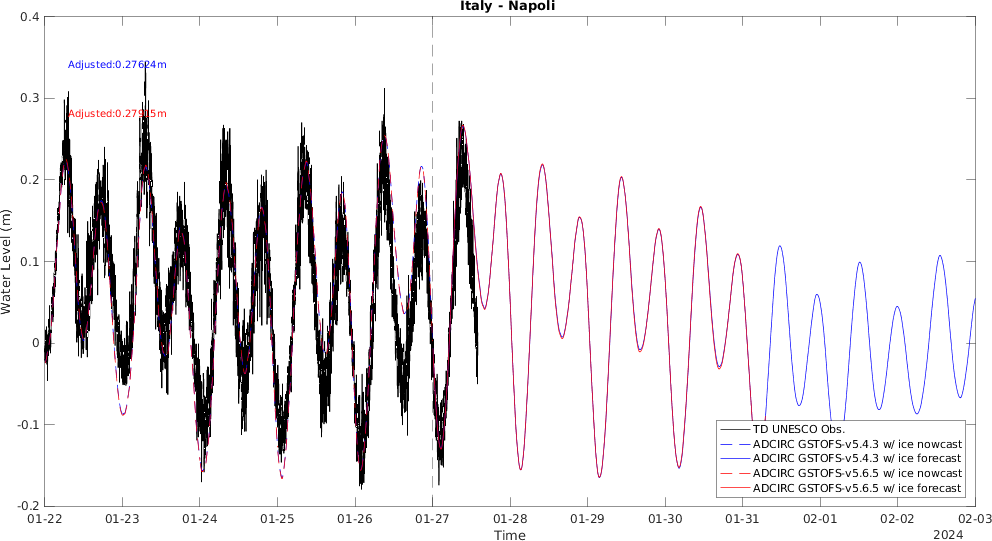 Italy - Napoli
Adjusted:0.27624m
Adjusted:0.27915m
Water Level (m)
0.4
0.3
0.2
0.1
0
-0.1
-0.2
TD UNESCO Obs.
ADCIRC GSTOFS-v5.4.3 w/ ice nowcast
ADCIRC GSTOFS-v5.4.3 w/ ice forecast
ADCIRC GSTOFS-v5.6.5 w/ ice nowcast
ADCIRC GSTOFS-v5.6.5 w/ ice forecast
01-22 01-23 01-24 01-25 01-26 01-27 01-28 01-29 01-30 01-31 02-01 02-02 02-03
Time
2024